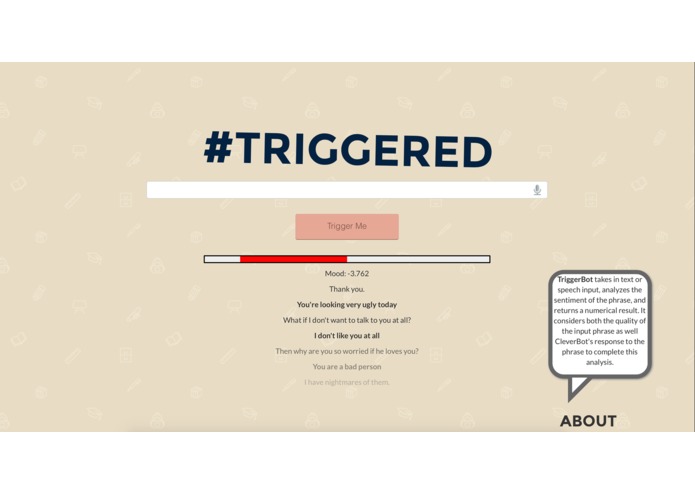 #TRIGGERED
Trigger Me
Mood: -3.762
Thank you.
You're looking very ugly today
What if I don't want to talk to you at all?
I don't like you at all
Then why are you so worried if he loves you?
You are a bad person
I have nightmares of them.
TriggerBot takes in text or
speech input, analyzes the
sentiment of the phrase, and
returns a numerical result. It
considers both the quality of
the input phrase as well
CleverBot's response to the
phrase to complete this
analysis.
ABOUT